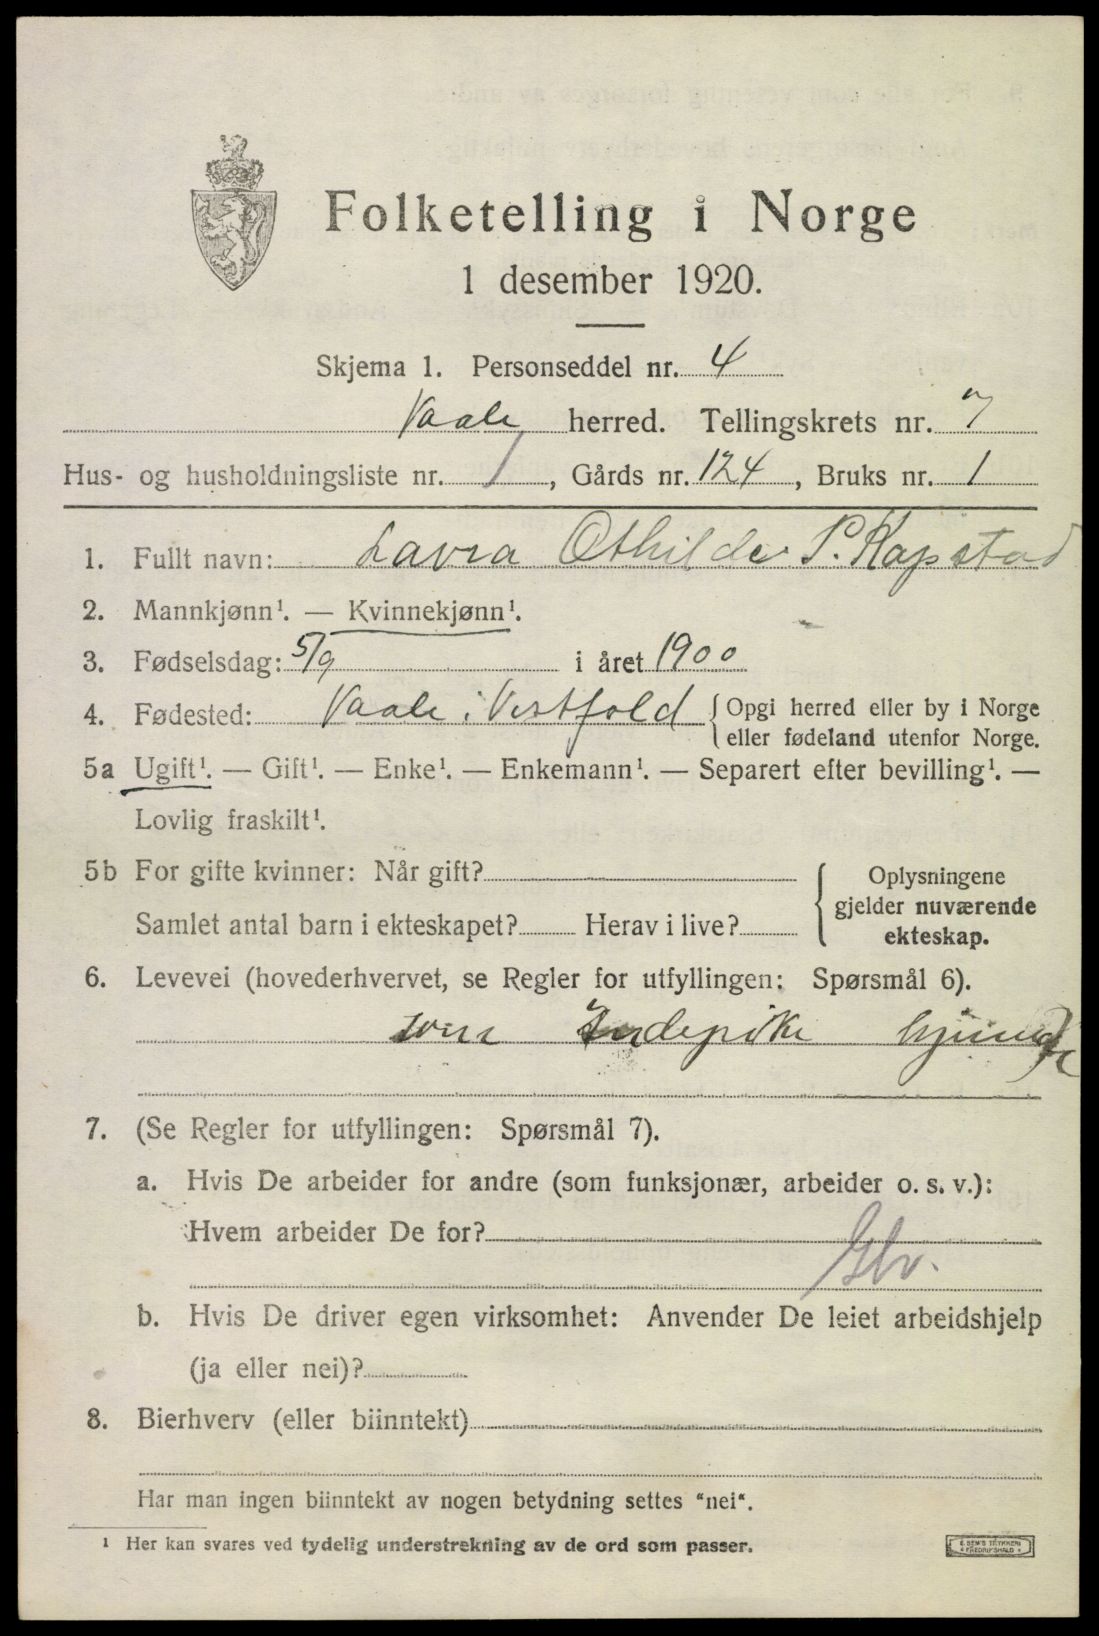 Folketelling i Norge
1 desember 1920.
Skjema 1. Personseddel nr. 4
Vaale herred. Tellingskrets nr. 7
Hus- og husholdningsliste nr. 1, Gårds nr. 124, Bruks nr. 1
1. Fullt navn: Lavra Othilde S. Kapstad
2. Mannkjønn¹. — Kvinnekjønn¹.
3. Fødselsdag: 5/9 i året 1900
4. Fødested: Vaale i Vestfold { Opgi herred eller by i Norge
eller fødeland utenfor Norge.
5a Ugift¹. — Gift¹. — Enke¹. — Enkemann¹. — Separert efter bevilling¹. —
Lovlig fraskilt¹.
5b For gifte kvinner: Når gift?
Samlet antal barn i ekteskapet? Herav i live?
{ Oplysningene
gjelder nuværende
ekteskap.
6. Levevei (hovederhvervet, se Regler for utfyllingen: Spørsmål 6).
som
7. (Se Regler for utfyllingen: Spørsmål 7).
a. Hvis De arbeider for andre (som funksjonær, arbeider o. s. v.):
Hvem arbeider De for?
b. Hvis De driver egen virksomhet: Anvender De leiet arbeidshjelp
(ja eller nei)?
8. Bierhverv (eller biinntekt)
Har man ingen biinntekt av nogen betydning settes "nei".
¹ Her kan svares ved tydelig understrekning av de ord som passer.
E. SEM'S TRYKKERI
FREDRIKSHALD